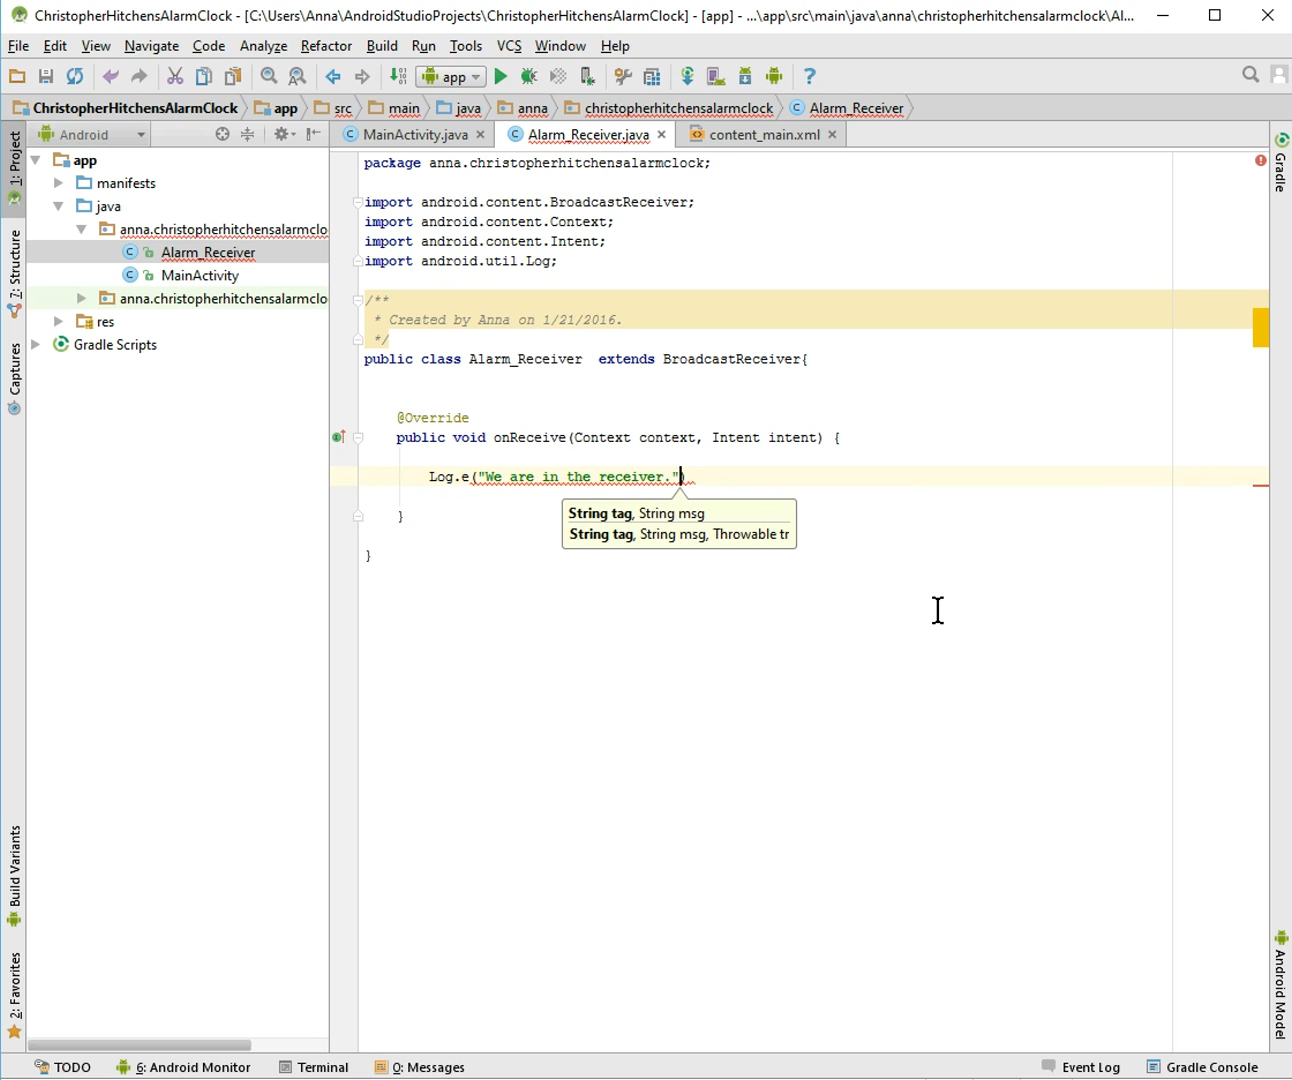 ChristopherHitchensAlarmClock - [C:\Users\Anna\AndroidStudioProjects\ChristopherHitchensAlarmClock] - [app] - ...\app\src\main\java\anna\christopherhitchensalarmclock\Al...
File Edit View Navigate Code Analyze Refactor Build Run Tools VCS Window Help
app
ChristopherHitchensAlarmClock app src main java anna christopherhitchensalarmclock Alarm_Receiver
Android
MainActivity.java Alarm_Receiver.java content_main.xml
1: Project
7: Structure
Captures
Build Variants
2: Favorites
app
manifests
java
anna.christopherhitchensalarmclo
Alarm_Receiver
MainActivity
anna.christopherhitchensalarmclo
res
Gradle Scripts
package anna.christopherhitchensalarmclock;
import android.content.BroadcastReceiver;
import android.content.Context;
import android.content.Intent;
import android.util.Log;
/**
* Created by Anna on 1/21/2016.
*/
public class Alarm_Receiver  extends BroadcastReceiver{
@Override
public void onReceive(Context context, Intent intent) {
Log.e("We are in the receiver.")
String tag, String msg
String tag, String msg, Throwable tr
}
}
Gradle
Android Model
TODO 6: Android Monitor Terminal 0: Messages Event Log Gradle Console